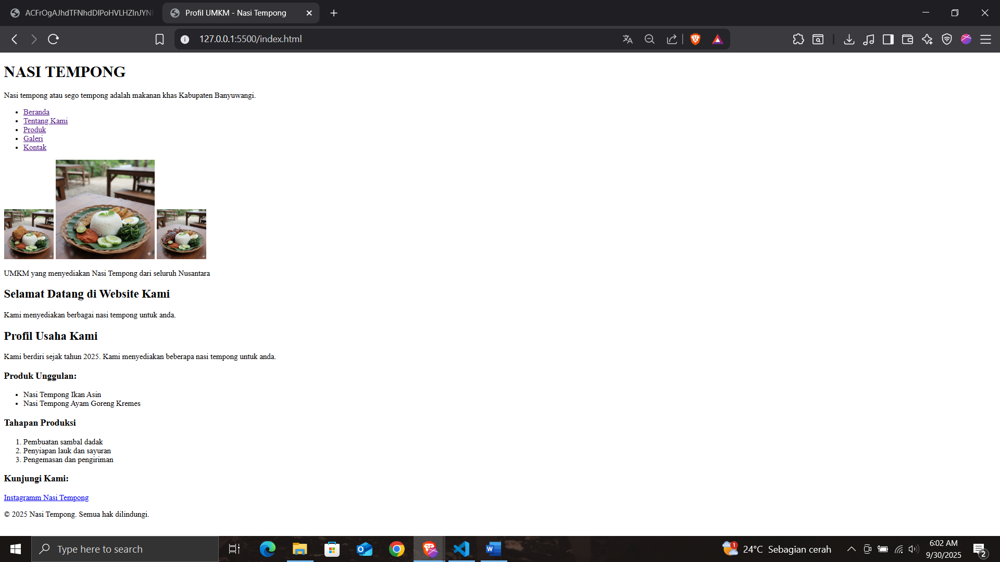 Profil UMKM - Nasi Tempong
127.0.0.1:5500/index.html
NASI TEMPONG
Nasi tempong atau sego tempong adalah makanan khas Kabupaten Banyuwangi.
• Beranda
• Tentang Kami
• Produk
• Galeri
• Kontak
UMKM yang menyediakan Nasi Tempong dari seluruh Nusantara
Selamat Datang di Website Kami
Kami menyediakan berbagai nasi tempong untuk anda.
Profil Usaha Kami
Kami berdiri sejak tahun 2025. Kami menyediakan beberapa nasi tempong untuk anda.
Produk Unggulan:
• Nasi Tempong Ikan Asin
• Nasi Tempong Ayam Goreng Kremes
Tahapan Produksi
1. Pembuatan sambal dadak
2. Penyiapan lauk dan sayuran
3. Pengemasan dan pengiriman
Kunjungi Kami:
Instagramm Nasi Tempong
© 2025 Nasi Tempong. Semua hak dilindungi.
Type here to search
1
24°C Sebagian cerah
6:02 AM
9/30/2025
2